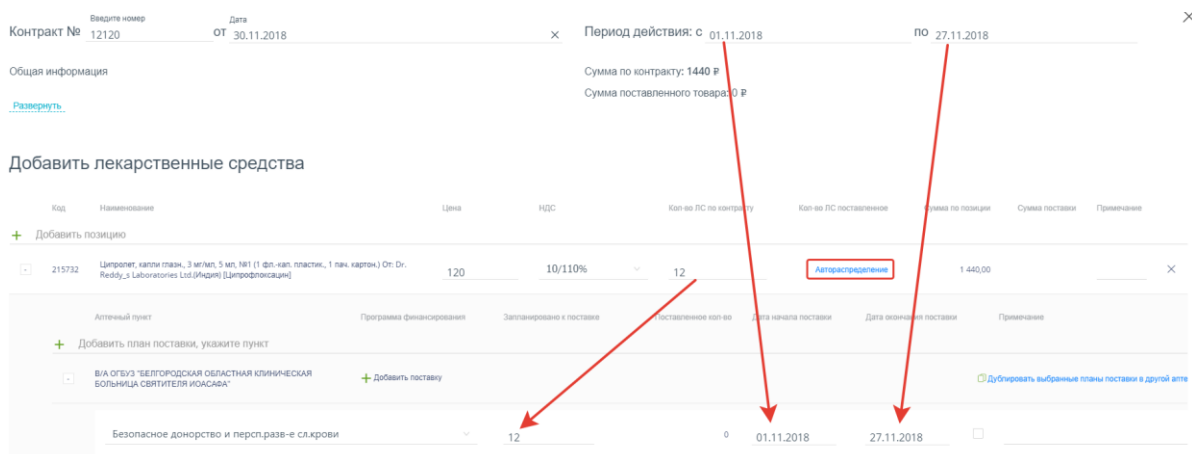 Введите номер
Дата
Контракт № 12120 от 30.11.2018
Период действия: с 01.11.2018 по 27.11.2018
Общая информация
Сумма по контракту: 1440 ₽
Сумма поставленного товара: 0 ₽
Развернуть
Добавить лекарственные средства
Код Наименование Цена НДС Кол-во ЛС по контракту Кол-во ЛС поставленное Сумма по позиции Сумма поставки Примечание
+ Добавить позицию
215732 Ципролет, капли глазн., 3 мг/мл, 5 мл, №1 (1 фл.-кап. пластик., 1 пач. картон.) От: Dr. 120 10/110% 12 Автораспределение 1 440,00
Reddy_s Laboratories Ltd.(Индия) [Ципрофлоксацин]
Аптечный пункт Программа финансирования Запланировано к поставке Поставленное кол-во Дата начала поставки Дата окончания поставки Примечание
+ Добавить план поставки, укажите пункт
В/А ОГБУЗ "БЕЛГОРОДСКАЯ ОБЛАСТНАЯ КЛИНИЧЕСКАЯ + Добавить поставку Дублировать выбранные планы поставки в другой апте
БОЛЬНИЦА СВЯТИТЕЛЯ ИОАСАФА"
Безопасное донорство и персп.разв-е сл.крови 12 0 01.11.2018 27.11.2018